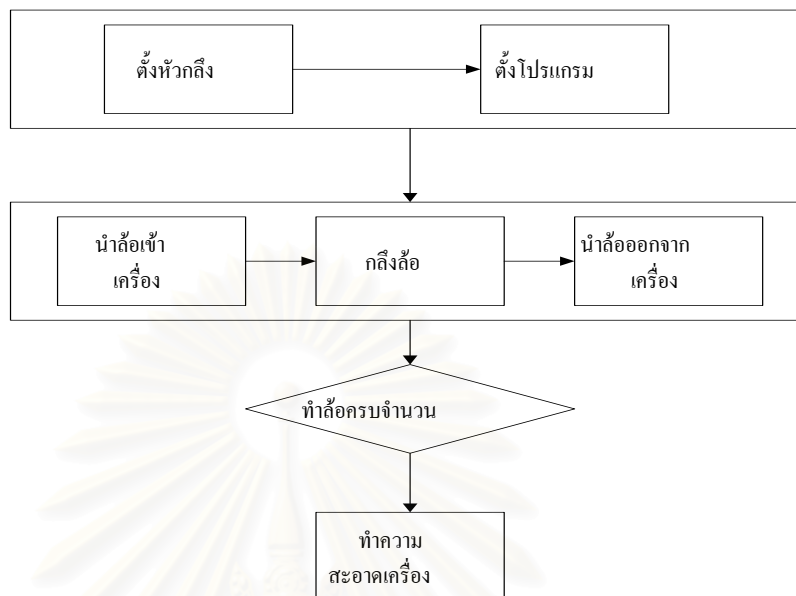 ตั้งหัวกลึง
ตั้งโปรแกรม
นำล้อเข้า
เครื่อง
กลึงล้อ
นำล้อออกจาก
เครื่อง
ทำล้อครบจำนวน
ทำความ
สะอาดเครื่อง